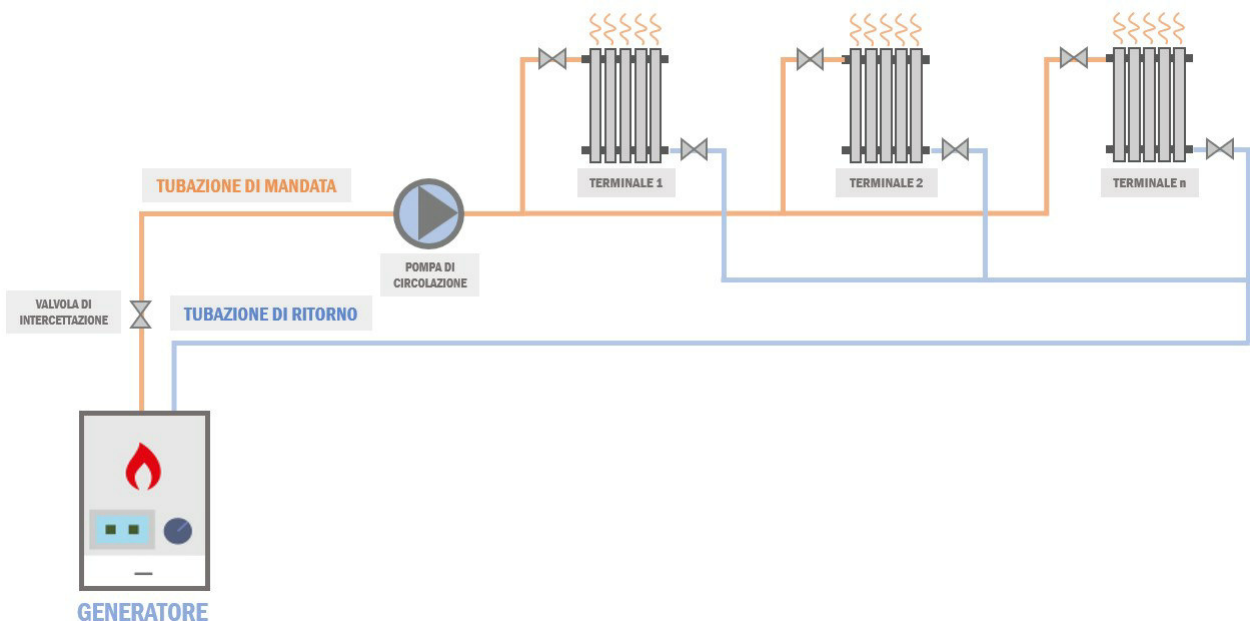 TERMINALE 1
TERMINALE 2
TERMINALE n
TUBAZIONE DI MANDATA
POMPA DI
CIRCOLAZIONE
VALVOLA DI
INTERCETTAZIONE
TUBAZIONE DI RITORNO
GENERATORE